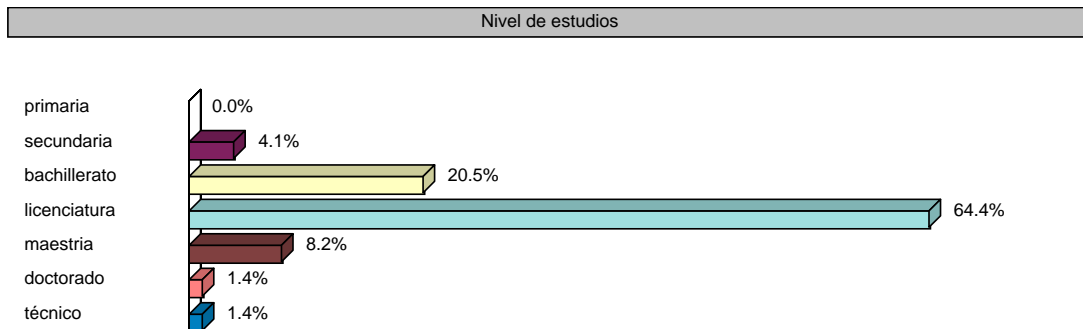 Nivel de estudios
primaria 0.0%
secundaria 4.1%
bachillerato 20.5%
licenciatura 64.4%
maestria 8.2%
doctorado 1.4%
técnico 1.4%